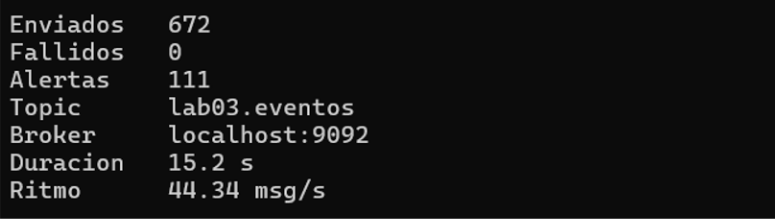 Enviados 672
Fallidos 0
Alertas 111
Topic lab03.eventos
Broker localhost:9092
Duracion 15.2 s
Ritmo 44.34 msg/s